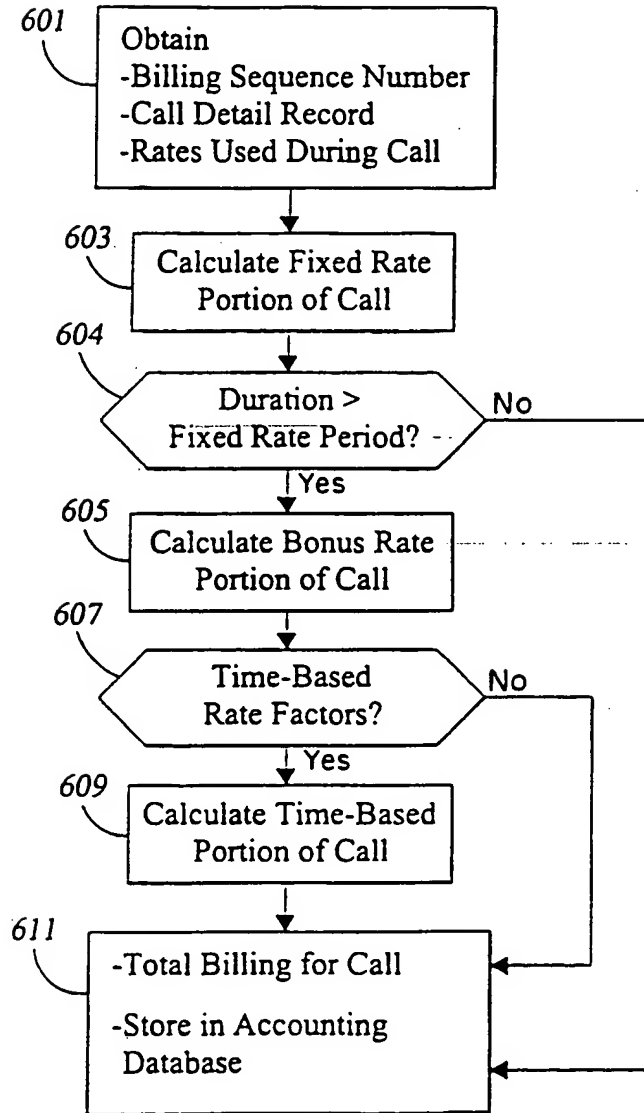 601
Obtain
-Billing Sequence Number
-Call Detail Record
-Rates Used During Call
603
Calculate Fixed Rate
Portion of Call
604
Duration >
Fixed Rate Period?
No
Yes
605
Calculate Bonus Rate
Portion of Call
607
Time-Based
Rate Factors?
No
Yes
609
Calculate Time-Based
Portion of Call
611
-Total Billing for Call
-Store in Accounting
Database